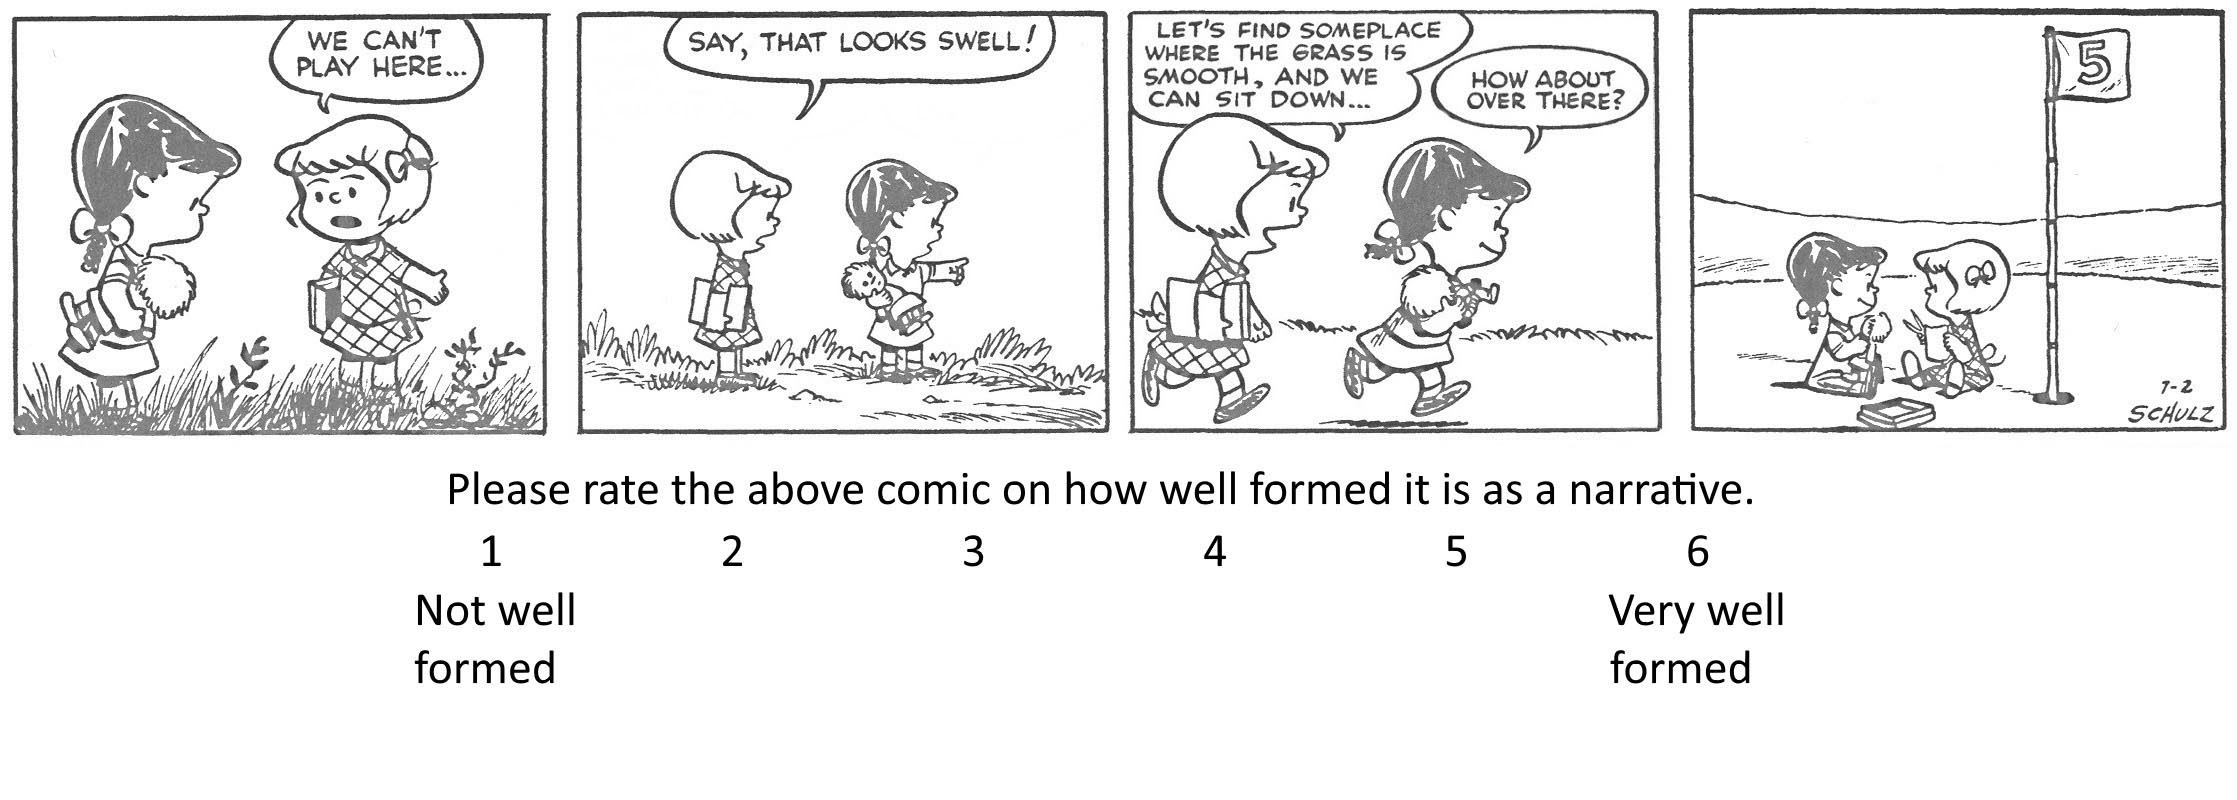 WE CAN'T
PLAY HERE...
SAY, THAT LOOKS SWELL!
LET'S FIND SOMEPLACE
WHERE THE GRASS IS
SMOOTH, AND WE
CAN SIT DOWN...
HOW ABOUT
OVER THERE?
5
7-2
SCHULZ
Please rate the above comic on how well formed it is as a narrative.
1 2 3 4 5 6
Not well
formed
Very well
formed